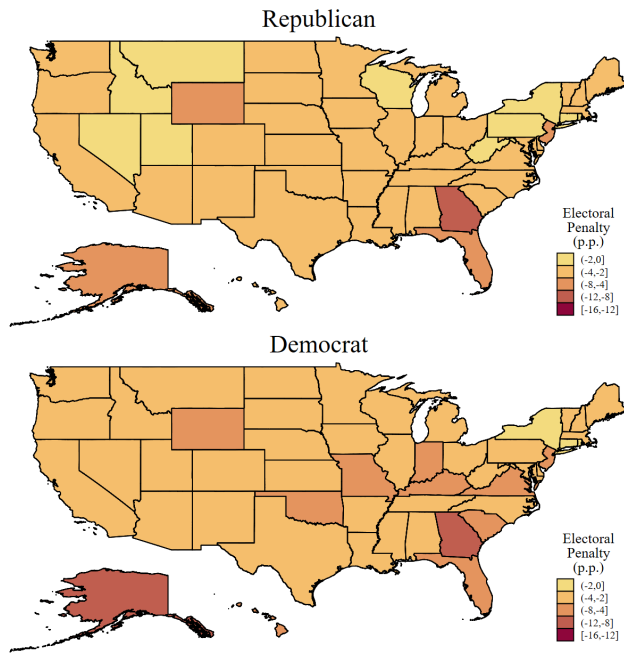 Republican
Electoral
Penalty
(p.p.)
(-2,0]
(-4,-2]
(-8,-4]
(-12,-8]
[-16,-12]
Democrat
Electoral
Penalty
(p.p.)
(-2,0]
(-4,-2]
(-8,-4]
(-12,-8]
[-16,-12]